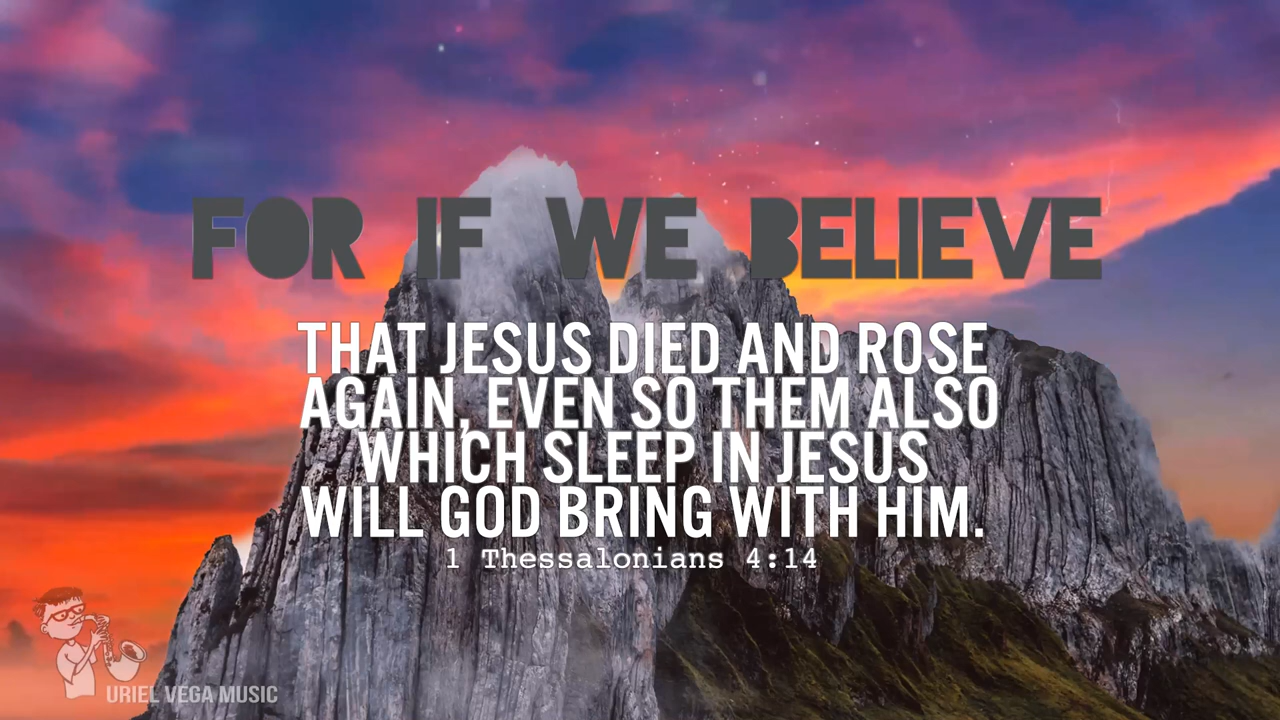 FOR IF WE BELIEVE
THAT JESUS DIED AND ROSE
AGAIN, EVEN SO THEM ALSO
WHICH SLEEP IN JESUS
WILL GOD BRING WITH HIM.
1 Thessalonians 4:14
URIEL VEGA MUSIC